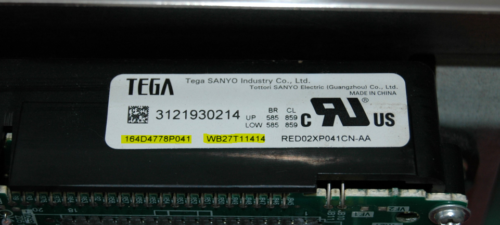 TEGA
Tega SANYO Industry Co., Ltd.
Tottori SANYO Electric (Guangzhou) Co., Ltd.
MADE IN CHINA
3121930214
BR CL
UP 585 859
LOW 585 859
C RU US
164D4778P041 WB27T11414 RED02XP041CN-AA